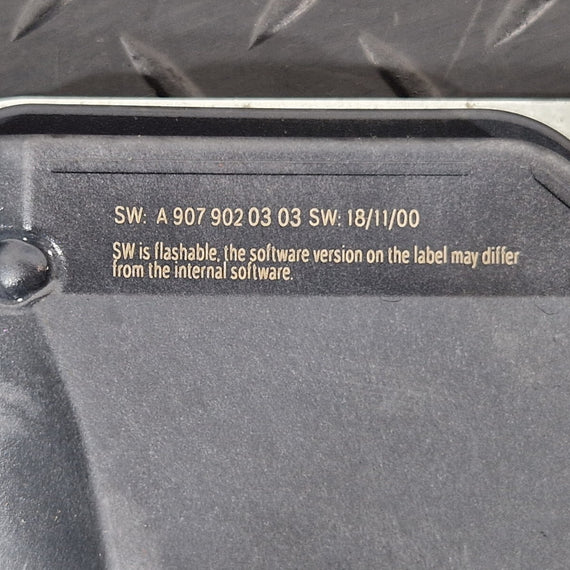 SW: A 907 902 03 03 SW: 18/11/00
SW is flashable, the software version on the label may differ
from the internal software.